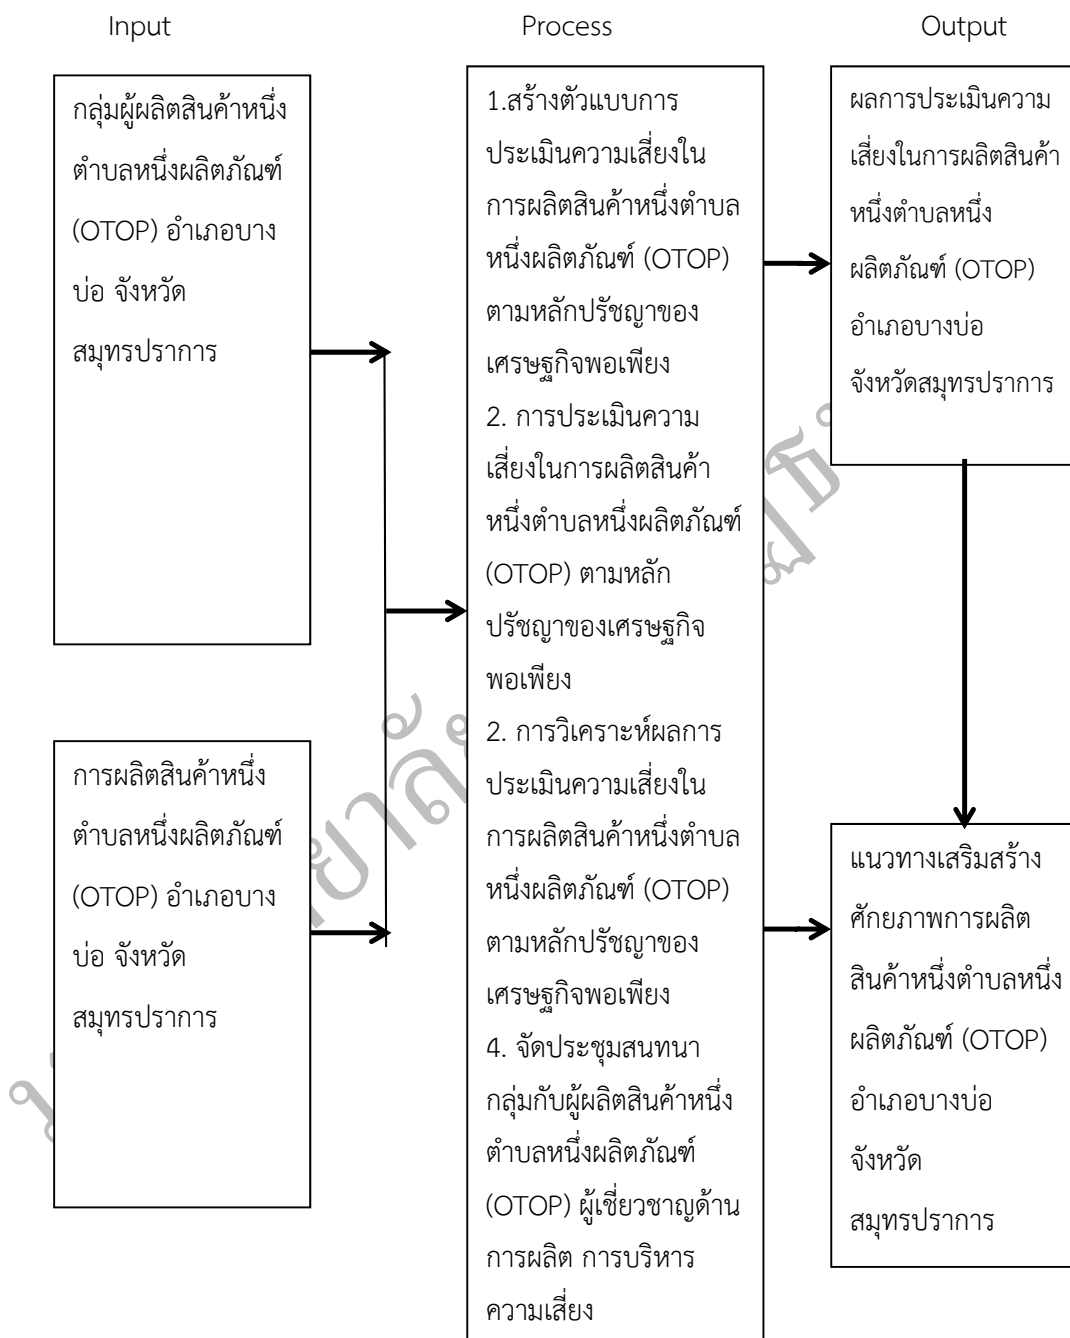 Input
Process
Output
กลุ่มผู้ผลิตสินค้าหนึ่ง
ตำบลหนึ่งผลิตภัณฑ์
(OTOP) อำเภอบาง
บ่อ จังหวัด
สมุทรปราการ
การผลิตสินค้าหนึ่ง
ตำบลหนึ่งผลิตภัณฑ์
(OTOP) อำเภอบาง
บ่อ จังหวัด
สมุทรปราการ
1.สร้างตัวแบบการ
ประเมินความเสี่ยงใน
การผลิตสินค้าหนึ่งตำบล
หนึ่งผลิตภัณฑ์ (OTOP)
ตามหลักปรัชญาของ
เศรษฐกิจพอเพียง
2. การประเมินความ
เสี่ยงในการผลิตสินค้า
หนึ่งตำบลหนึ่งผลิตภัณฑ์
(OTOP) ตามหลัก
ปรัชญาของเศรษฐกิจ
พอเพียง
2. การวิเคราะห์ผลการ
ประเมินความเสี่ยงใน
การผลิตสินค้าหนึ่งตำบล
หนึ่งผลิตภัณฑ์ (OTOP)
ตามหลักปรัชญาของ
เศรษฐกิจพอเพียง
4. จัดประชุมสนทนา
กลุ่มกับผู้ผลิตสินค้าหนึ่ง
ตำบลหนึ่งผลิตภัณฑ์
(OTOP) ผู้เชี่ยวชาญด้าน
การผลิต การบริหาร
ความเสี่ยง
ผลการประเมินความ
เสี่ยงในการผลิตสินค้า
หนึ่งตำบลหนึ่ง
ผลิตภัณฑ์ (OTOP)
อำเภอบางบ่อ
จังหวัดสมุทรปราการ
แนวทางเสริมสร้าง
ศักยภาพการผลิต
สินค้าหนึ่งตำบลหนึ่ง
ผลิตภัณฑ์ (OTOP)
อำเภอบางบ่อ
จังหวัด
สมุทรปราการ